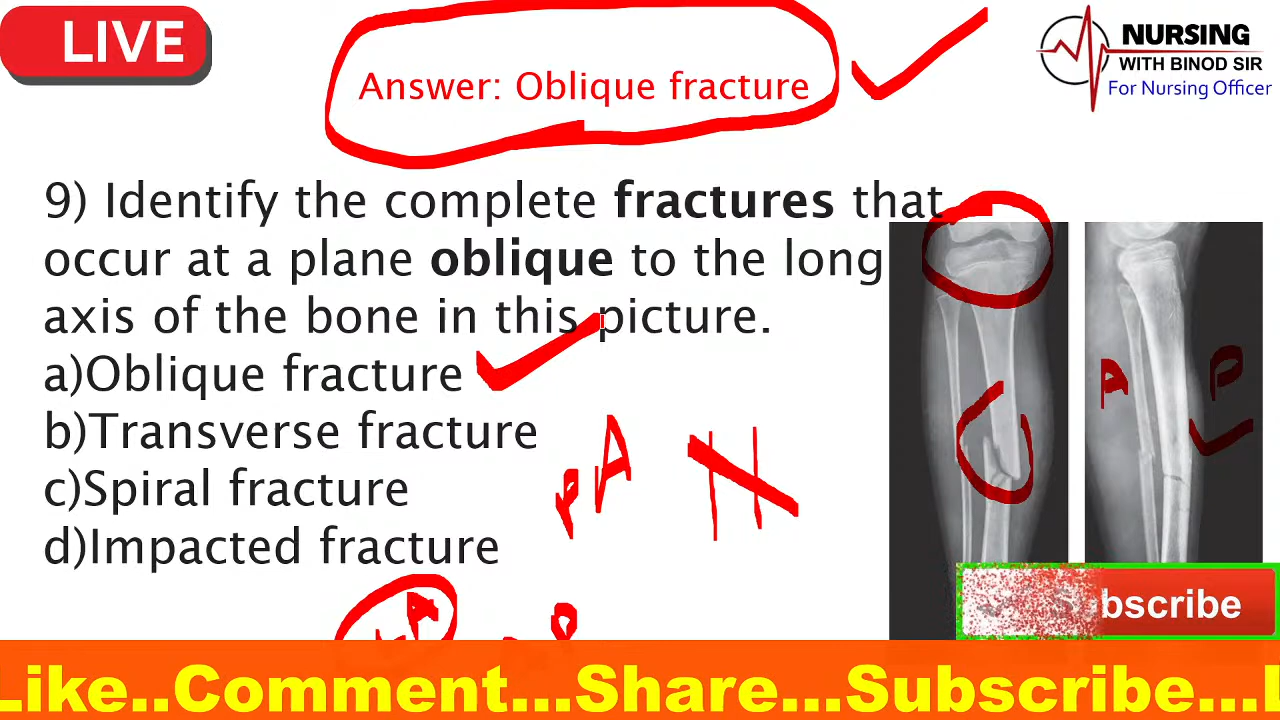 LIVE
Answer: Oblique fracture
NURSING
WITH BINOD SIR
For Nursing Officer
9) Identify the complete fractures that
occur at a plane oblique to the long
axis of the bone in this picture.
a)Oblique fracture
b)Transverse fracture
c)Spiral fracture
d)Impacted fracture
A
P
P A
A
P
bscribe
Like..Comment...Share...Subscribe...L